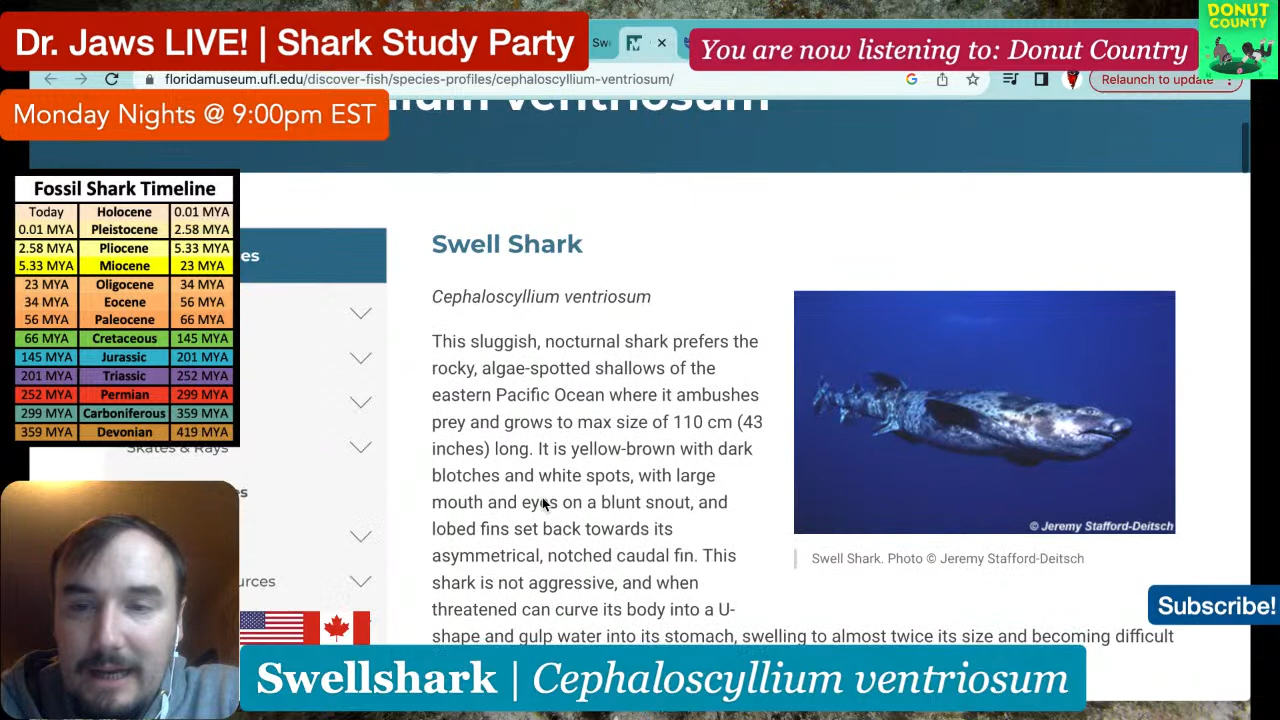 Dr. Jaws LIVE! | Shark Study Party
Swe
You are now listening to: Donut Country
DONUT
COUNTY
floridamuseum.ufl.edu/discover-fish/species-profiles/cephaloscyllium-ventriosum/
Relaunch to update
Monday Nights @ 9:00pm EST
ventriosum
Fossil Shark Timeline
Today Holocene 0.01 MYA
0.01 MYA Pleistocene 2.58 MYA
2.58 MYA Pliocene 5.33 MYA
5.33 MYA Miocene 23 MYA
23 MYA Oligocene 34 MYA
34 MYA Eocene 56 MYA
56 MYA Paleocene 66 MYA
66 MYA Cretaceous 145 MYA
145 MYA Jurassic 201 MYA
201 MYA Triassic 252 MYA
252 MYA Permian 299 MYA
299 MYA Carboniferous 359 MYA
359 MYA Devonian 419 MYA
es
Skates & Rays
es
urces
Swell Shark
Cephaloscyllium ventriosum
This sluggish, nocturnal shark prefers the
rocky, algae-spotted shallows of the
eastern Pacific Ocean where it ambushes
prey and grows to max size of 110 cm (43
inches) long. It is yellow-brown with dark
blotches and white spots, with large
mouth and eyes on a blunt snout, and
lobed fins set back towards its
asymmetrical, notched caudal fin. This
shark is not aggressive, and when
threatened can curve its body into a U-
shape and gulp water into its stomach, swelling to almost twice its size and becoming difficult
© Jeremy Stafford-Deitsch
Swell Shark. Photo © Jeremy Stafford-Deitsch
Subscribe!
Swellshark | Cephaloscyllium ventriosum